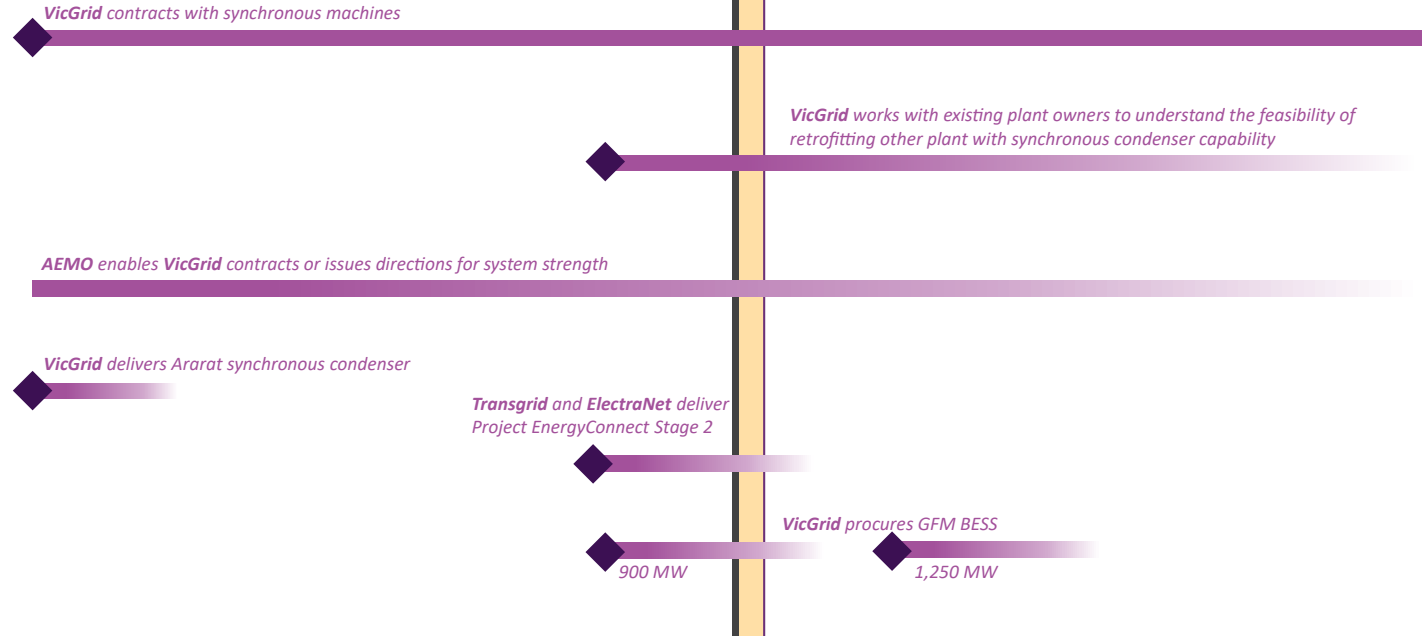 VicGrid contracts with synchronous machines
VicGrid works with existing plant owners to understand the feasibility of
retrofitting other plant with synchronous condenser capability
AEMO enables VicGrid contracts or issues directions for system strength
VicGrid delivers Ararat synchronous condenser
Transgrid and ElectraNet deliver
Project EnergyConnect Stage 2
VicGrid procures GFM BESS
900 MW
1,250 MW